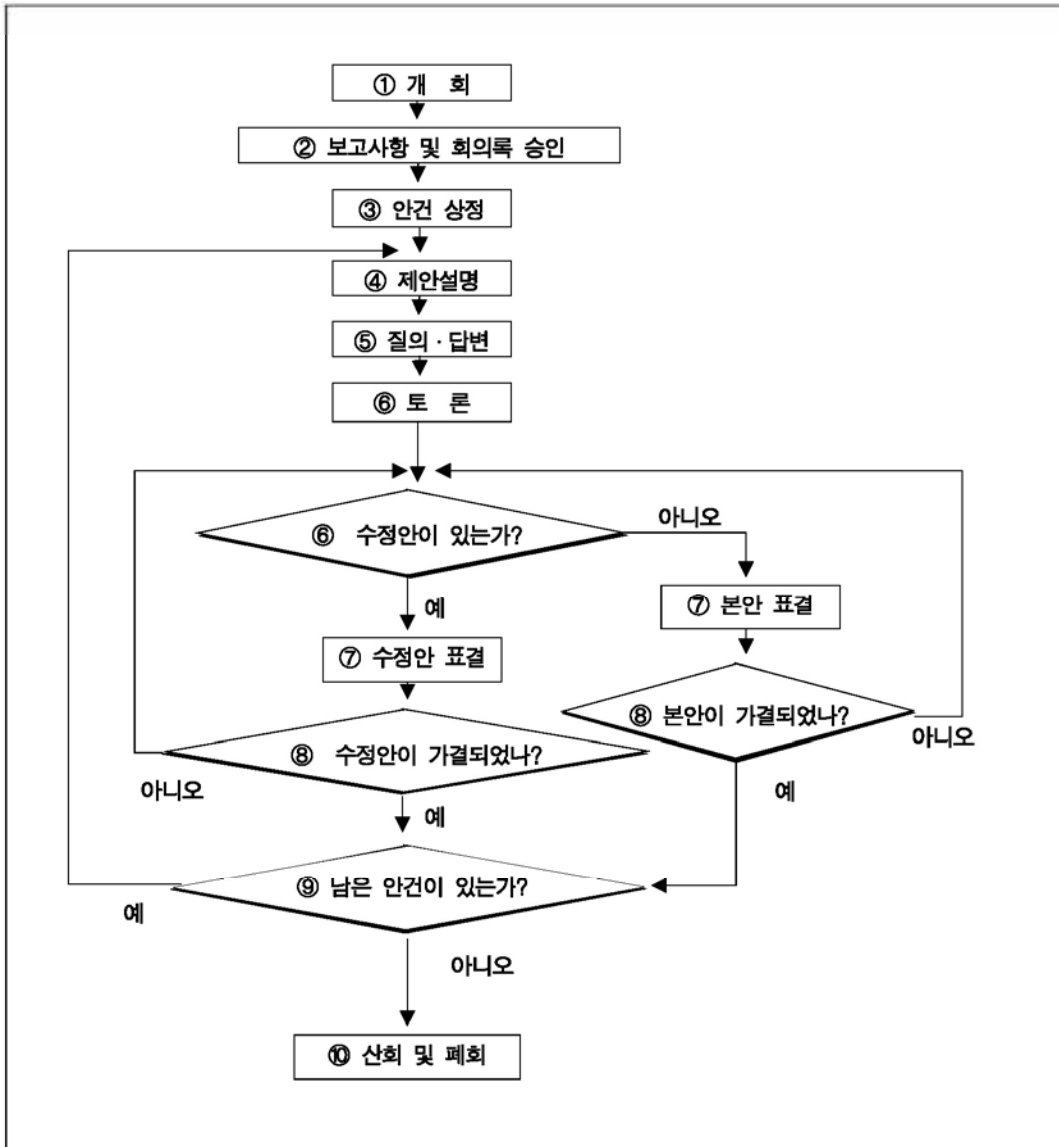 ① 개 회
② 보고사항 및 회의록 승인
③ 안건 상정
④ 제안설명
⑤ 질의·답변
⑥ 토 론
⑥ 수정안이 있는가?
아니오
예
⑦ 본안 표결
⑦ 수정안 표결
⑧ 본안이 가결되었나?
아니오
⑧ 수정안이 가결되었나?
아니오
예
예
⑨ 남은 안건이 있는가?
예
아니오
⑩ 산회 및 폐회